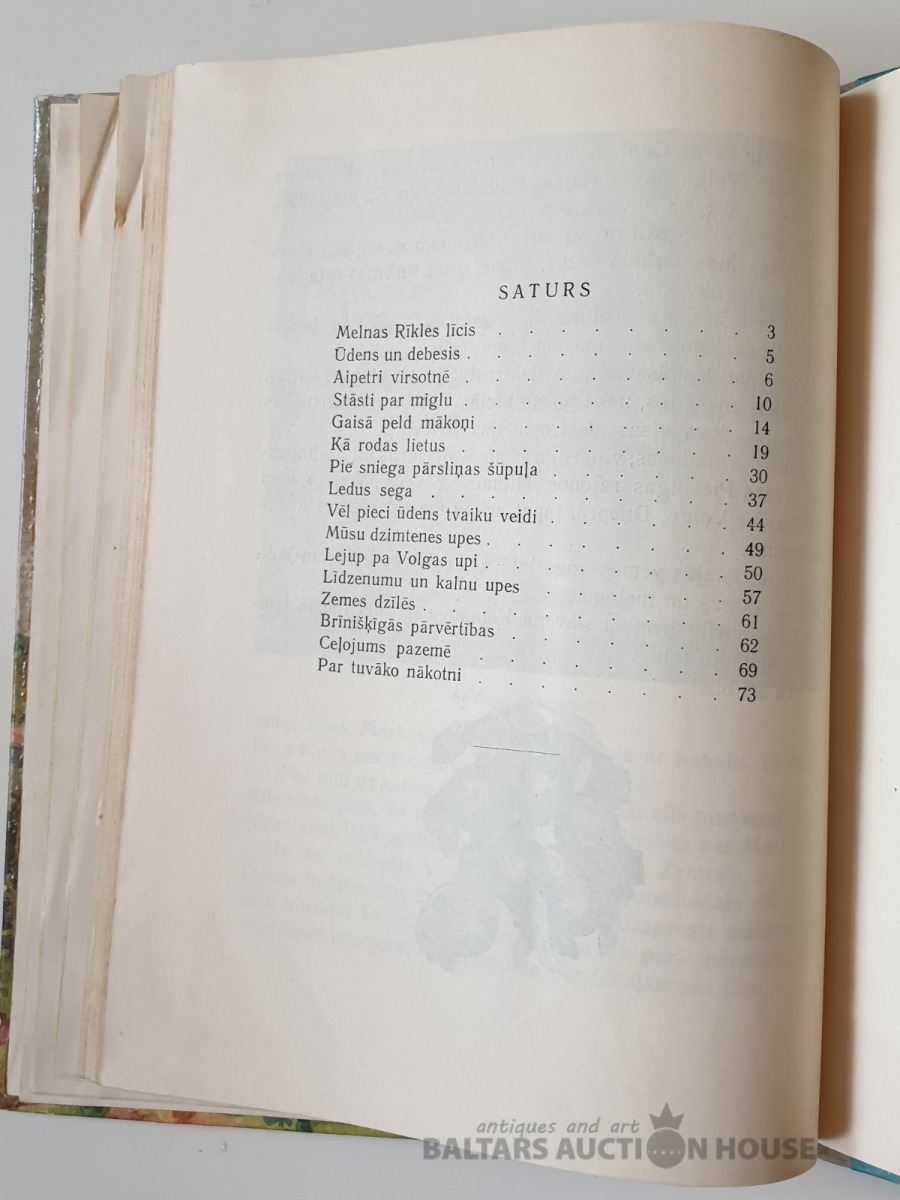 SATURS
Melnas Rīkles līcis . . . . . . . . 3
Ūdens un debesis . . . . . . . . 5
Aipetri virsotnē . . . . . . . . 6
Stāsti par miglu . . . . . . . . 10
Gaisā peld mākoņi . . . . . . . . 14
Kā rodas lietus . . . . . . . . 19
Pie sniega pārsliņas šūpuļa . . . . . . 30
Ledus sega . . . . . . . . . 37
Vēl pieci ūdens tvaiku veidi . . . . . . 44
Mūsu dzimtenes upes . . . . . . . 49
Lejup pa Volgas upi . . . . . . . 50
Līdzenumu un kalnu upes . . . . . . 57
Zemes dzīlēs . . . . . . . . . 61
Brīnišķīgās pārvērtības . . . . . . . 62
Ceļojums pazemē . . . . . . . . 69
Par tuvāko nākotni . . . . . . . . 73
antiques and art
BALTARS AUCTION HOUSE